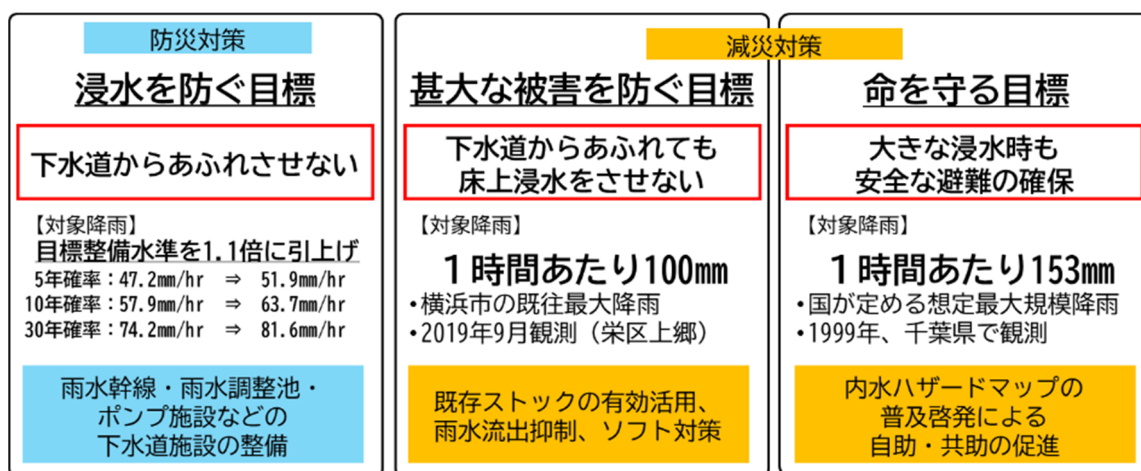 防災対策
浸水を防ぐ目標
下水道からあふれさせない
【対象降雨】
目標整備水準を1.1倍に引上げ
5年確率：47.2mm/hr ⇒ 51.9mm/hr
10年確率：57.9mm/hr ⇒ 63.7mm/hr
30年確率：74.2mm/hr ⇒ 81.6mm/hr
雨水幹線・雨水調整池・
ポンプ施設などの
下水道施設の整備
減災対策
甚大な被害を防ぐ目標
下水道からあふれても
床上浸水をさせない
【対象降雨】
１時間あたり100㎜
・横浜市の既往最大降雨
・2019年9月観測（栄区上郷）
既存ストックの有効活用、
雨水流出抑制、ソフト対策
命を守る目標
大きな浸水時も
安全な避難の確保
【対象降雨】
１時間あたり153㎜
・国が定める想定最大規模降雨
・1999年、千葉県で観測
内水ハザードマップの
普及啓発による
自助・共助の促進